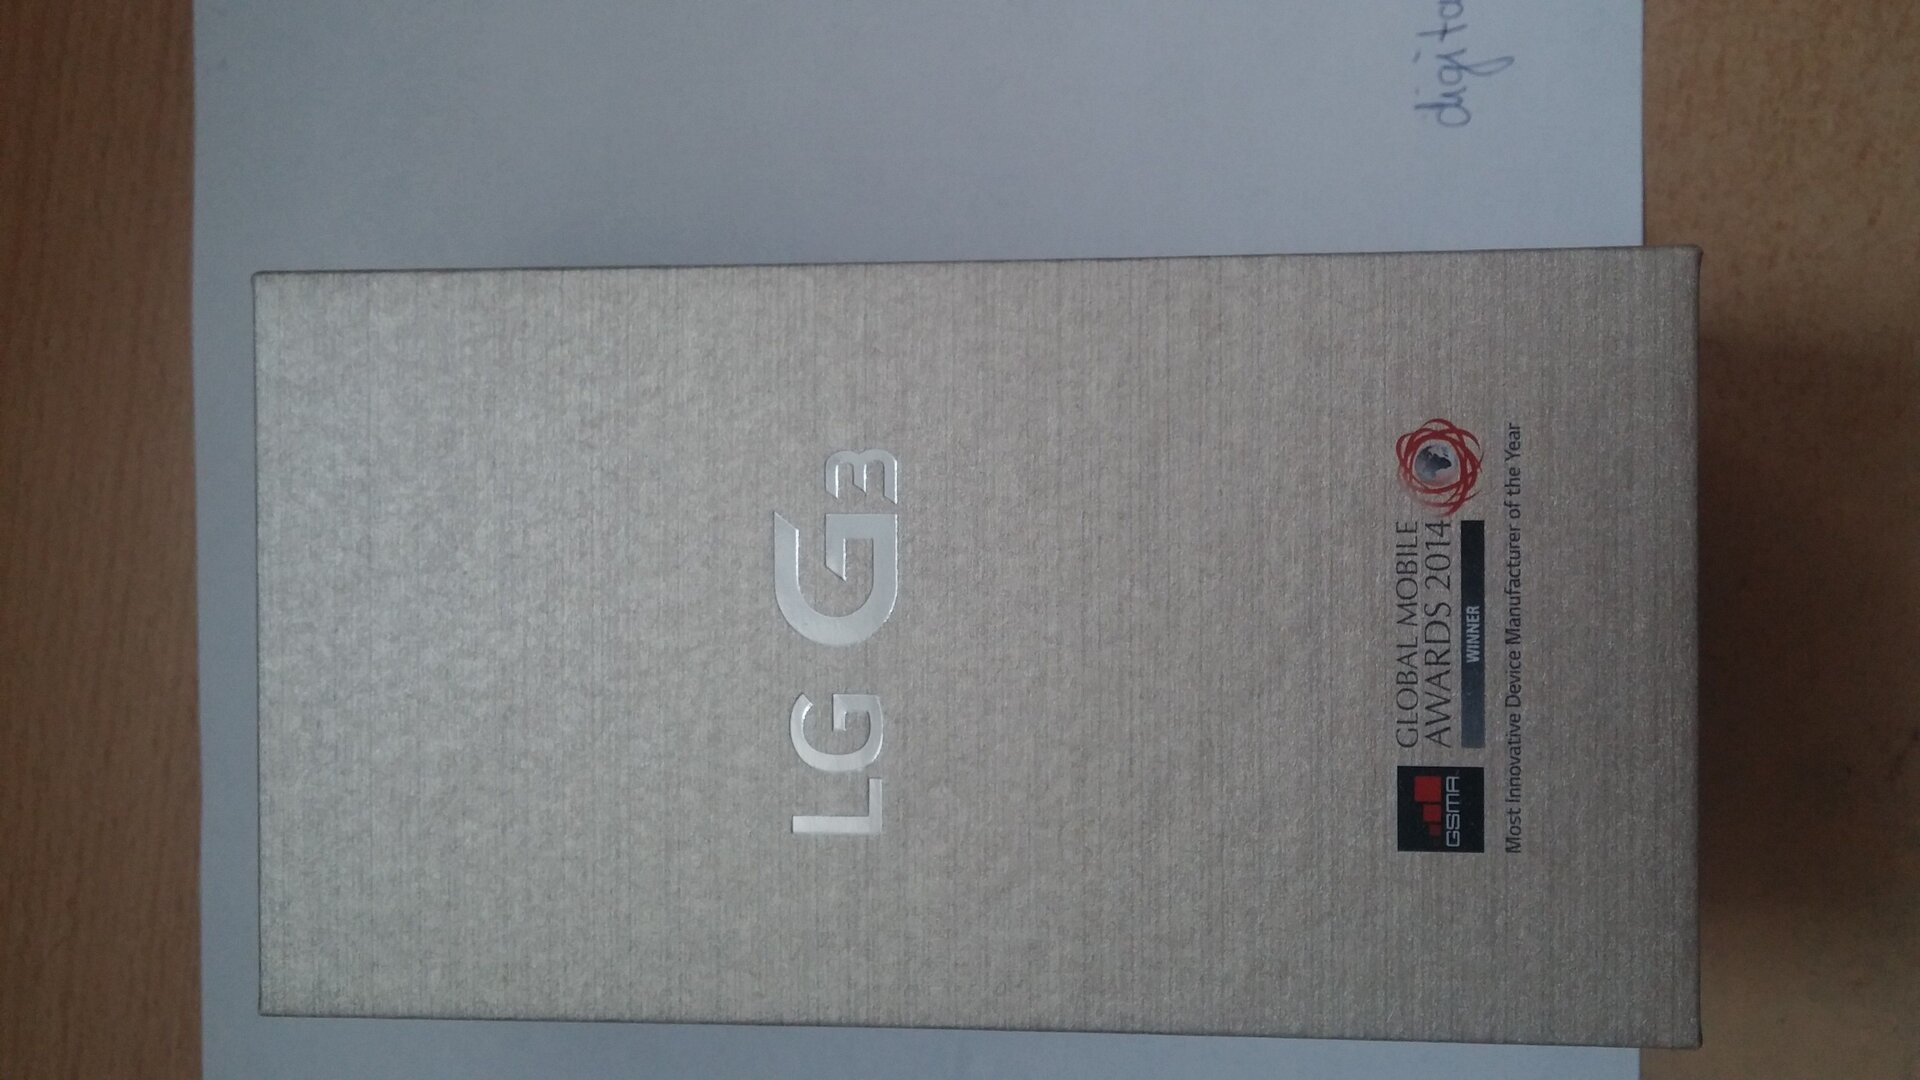 LG G3
GSMA
GLOBAL MOBILE
AWARDS 2014
WINNER
Most Innovative Device Manufacturer of the Year